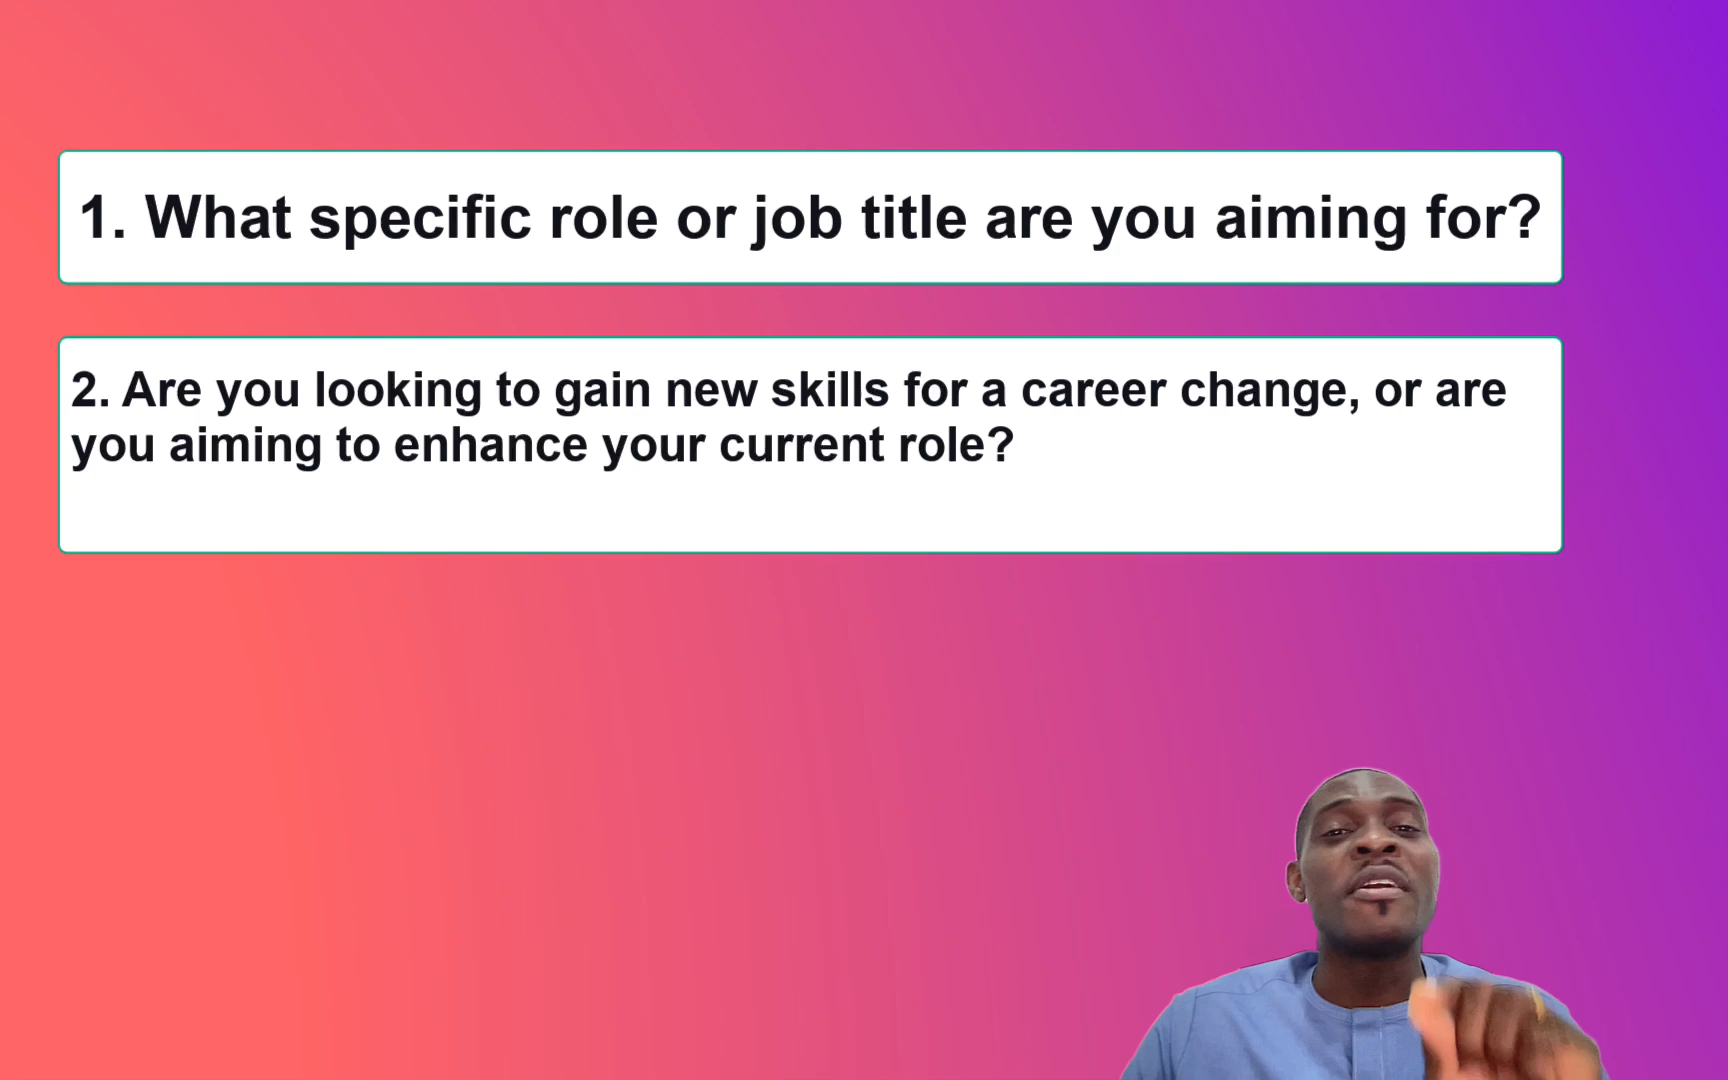 1. What specific role or job title are you aiming for?
2. Are you looking to gain new skills for a career change, or are
you aiming to enhance your current role?